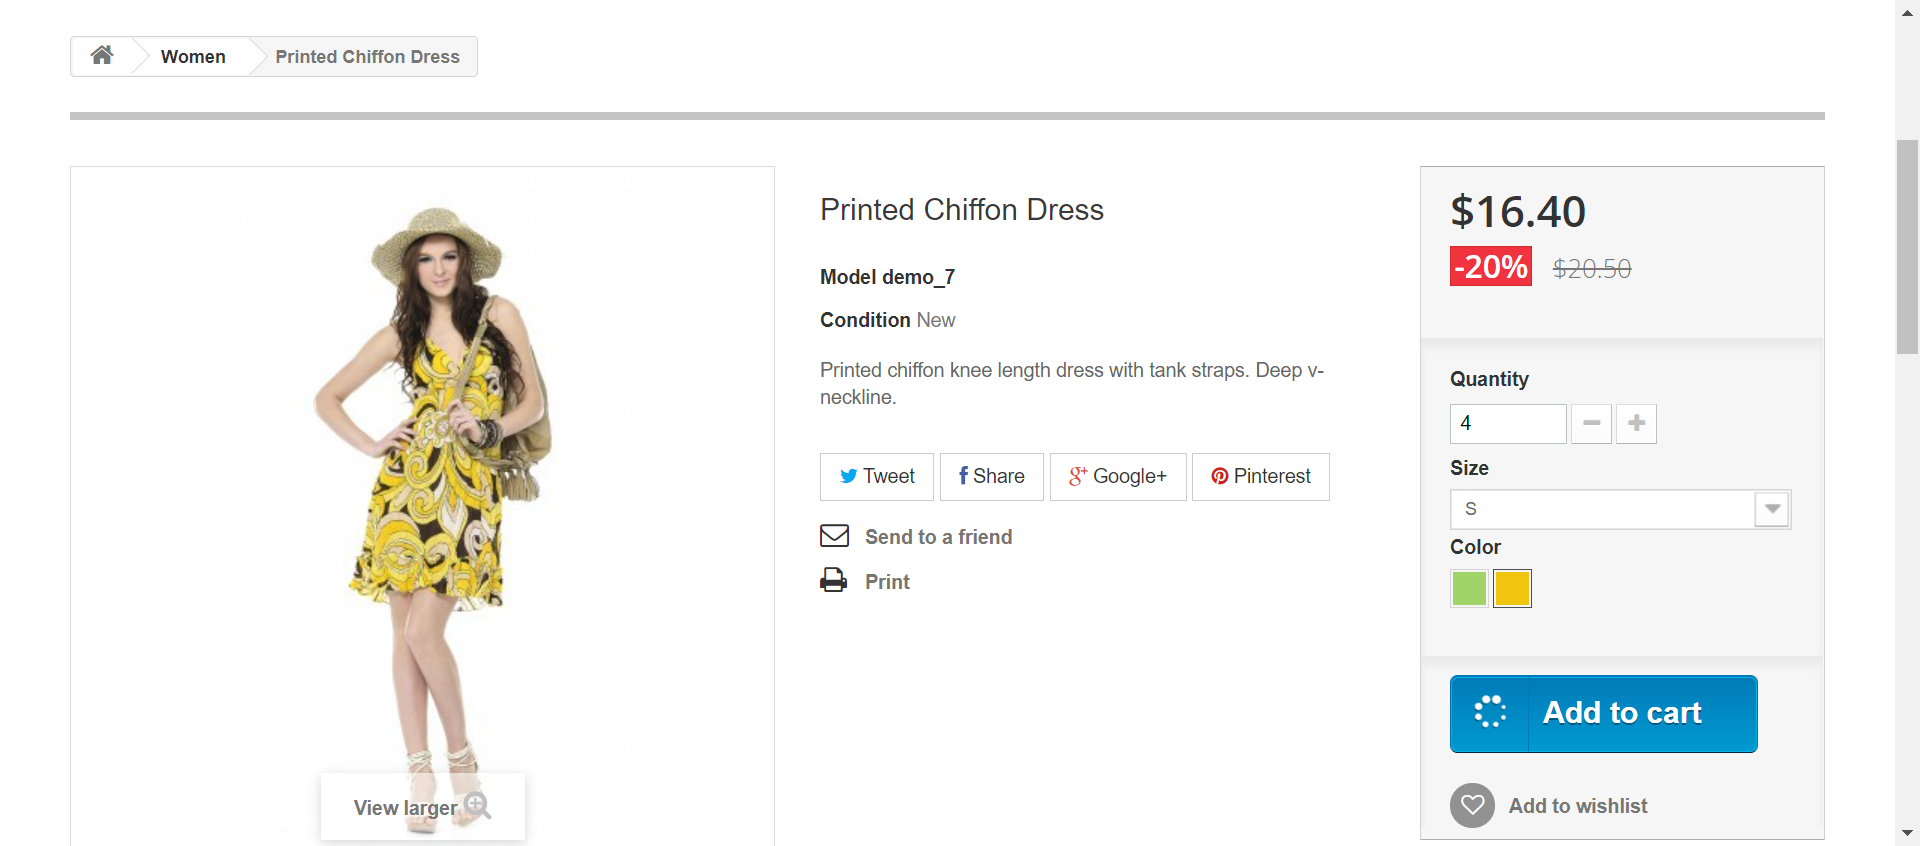 Women
Printed Chiffon Dress
Printed Chiffon Dress
Model demo_7
Condition New
Printed chiffon knee length dress with tank straps. Deep v-
neckline.
Tweet
Share
Google+
Pinterest
Send to a friend
Print
View larger
$16.40
-20% $20.50
Quantity
4
Size
S
Color
Add to cart
Add to wishlist